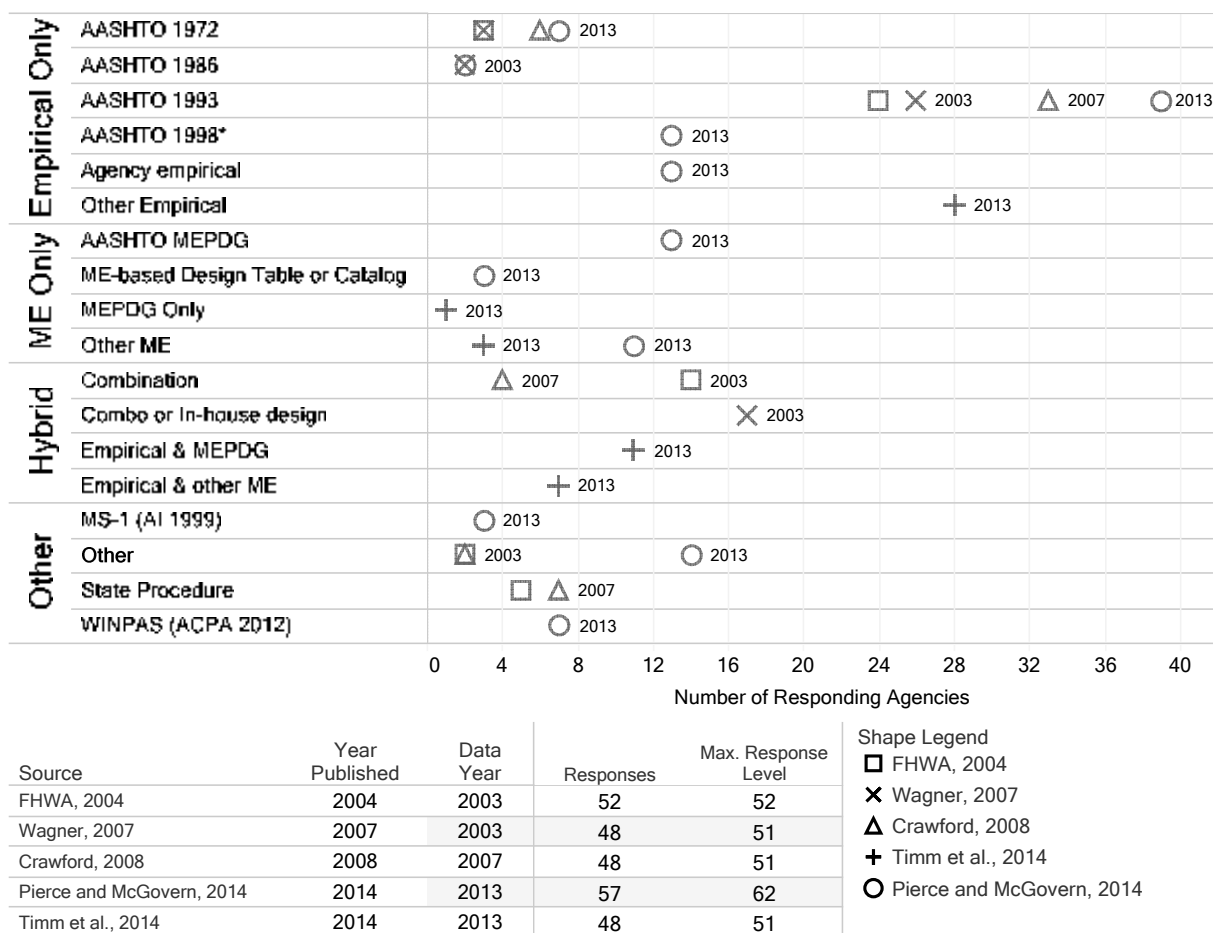 Empirical Only
AASHTO 1972 2013
AASHTO 1986 2003
AASHTO 1993 2003 2007 2013
AASHTO 1998* 2013
Agency empirical 2013
Other Empirical 2013
ME Only
AASHTO MEPDG 2013
ME-based Design Table or Catalog 2013
MEPDG Only 2013
Other ME 2013 2013
Hybrid
Combination 2007 2003
Combo or In-house design 2003
Empirical & MEPDG 2013
Empirical & other ME 2013
Other
MS-1 (AI 1999) 2013
Other 2003 2013
State Procedure 2007
WINPAS (ACPA 2012) 2013
0 4 8 12 16 20 24 28 32 36 40
Number of Responding Agencies
Source Year Published Data Year Responses Max. Response Level
FHWA, 2004 2004 2003 52 52
Wagner, 2007 2007 2003 48 51
Crawford, 2008 2008 2007 48 51
Pierce and McGovern, 2014 2014 2013 57 62
Timm et al., 2014 2014 2013 48 51
Shape Legend
FHWA, 2004
Wagner, 2007
Crawford, 2008
Timm et al., 2014
Pierce and McGovern, 2014